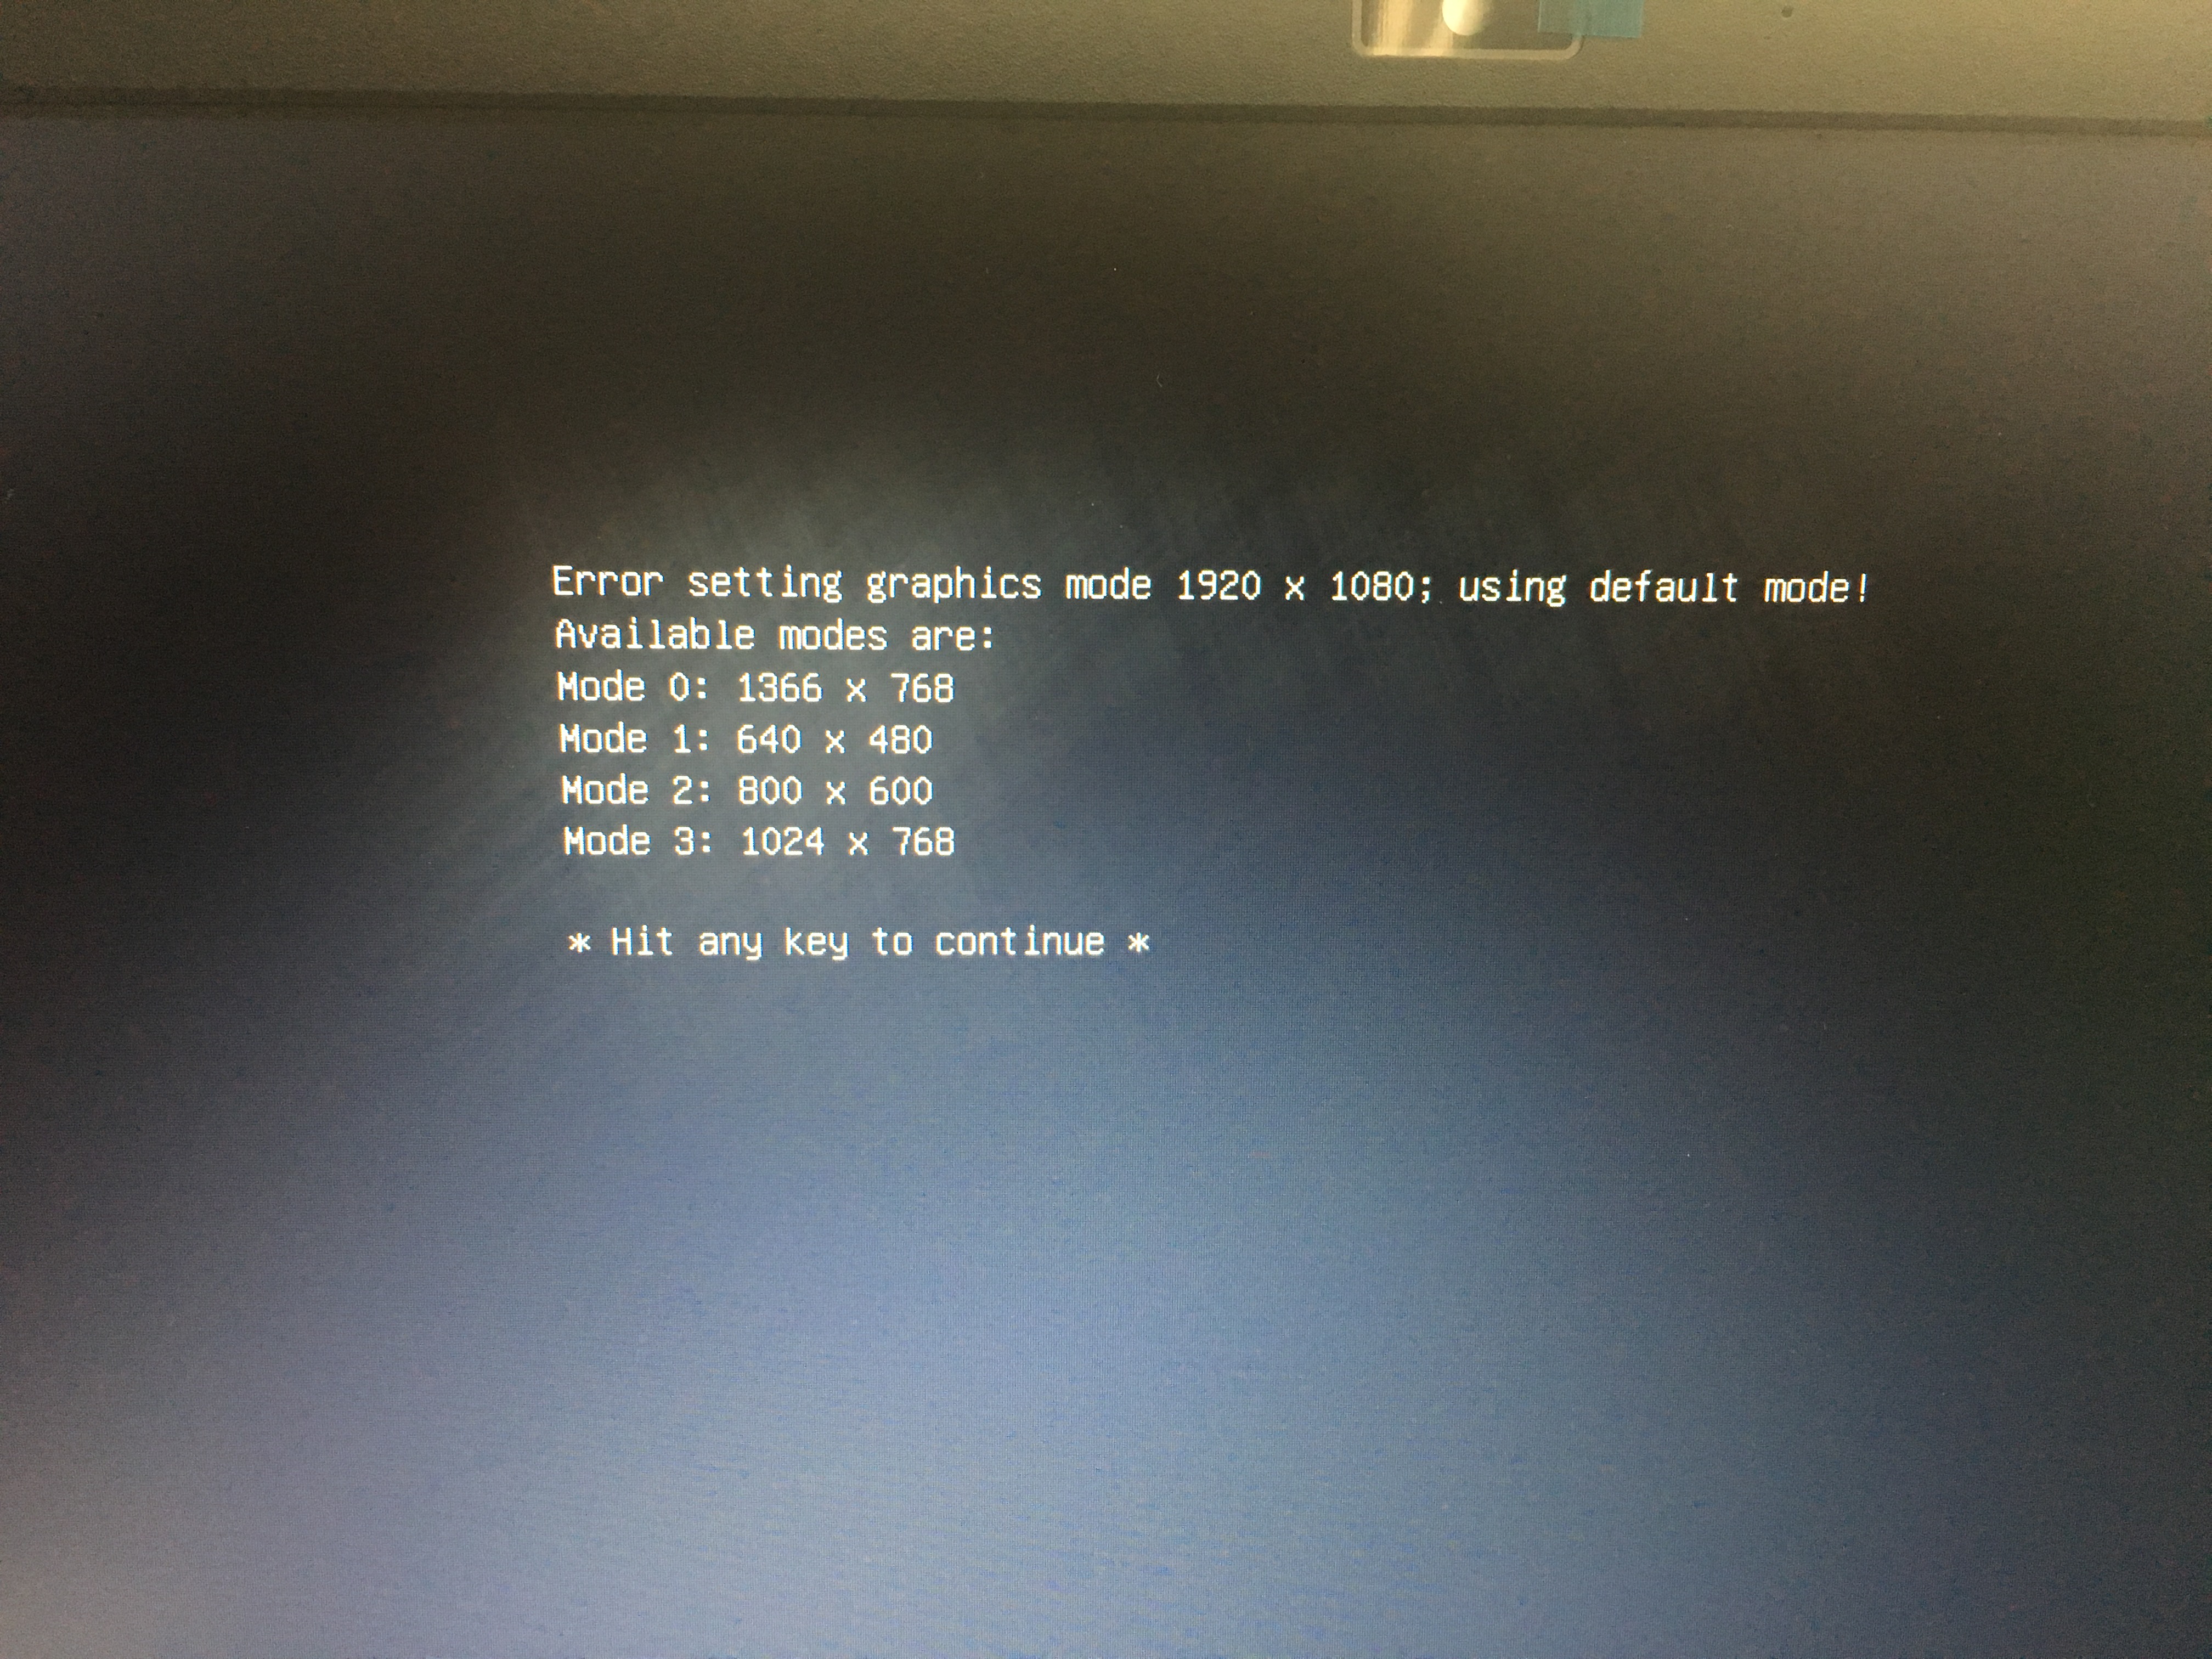 Error setting graphics mode 1920 x 1080; using default mode!
Available modes are:
Mode 0: 1366 x 768
Mode 1: 640 x 480
Mode 2: 800 x 600
Mode 3: 1024 x 768
* Hit any key to continue *